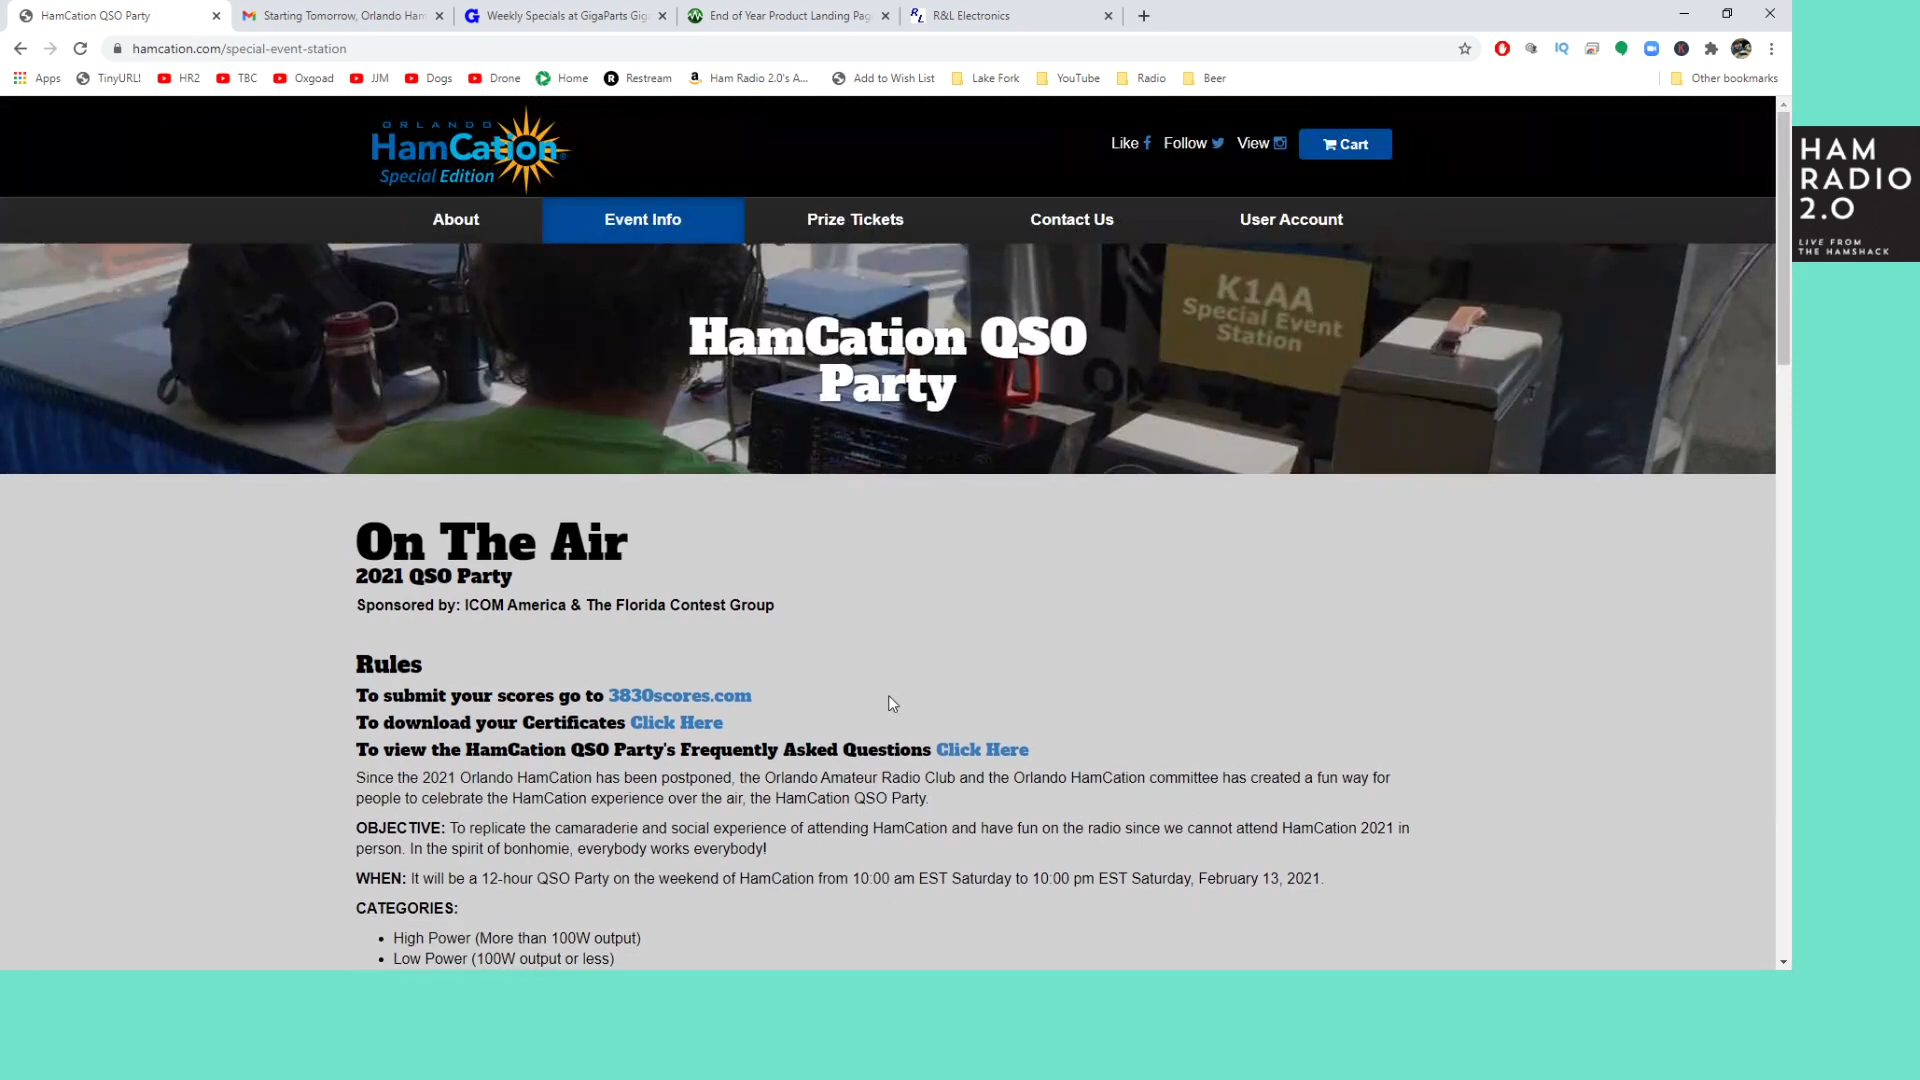 HamCation QSO Party
Starting Tomorrow, Orlando Ham
Weekly Specials at GigaParts Gig
End of Year Product Landing Pag
R&L Electronics
hamcation.com/special-event-station
Apps TinyURL! HR2 TBC Oxgoad JJM Dogs Drone Home Restream Ham Radio 2.0's A... Add to Wish List Lake Fork YouTube Radio Beer Other bookmarks
ORLANDO
HamCation®
Special Edition
Like Follow View Cart
About Event Info Prize Tickets Contact Us User Account
HamCation QSO
Party
K1AA
Special Event
Station
On The Air
2021 QSO Party
Sponsored by: ICOM America & The Florida Contest Group
Rules
To submit your scores go to 3830scores.com
To download your Certificates Click Here
To view the HamCation QSO Party's Frequently Asked Questions Click Here
Since the 2021 Orlando HamCation has been postponed, the Orlando Amateur Radio Club and the Orlando HamCation committee has created a fun way for
people to celebrate the HamCation experience over the air, the HamCation QSO Party.
OBJECTIVE: To replicate the camaraderie and social experience of attending HamCation and have fun on the radio since we cannot attend HamCation 2021 in
person. In the spirit of bonhomie, everybody works everybody!
WHEN: It will be a 12-hour QSO Party on the weekend of HamCation from 10:00 am EST Saturday to 10:00 pm EST Saturday, February 13, 2021.
CATEGORIES:
• High Power (More than 100W output)
• Low Power (100W output or less)
HAM
RADIO
2.0
LIVE FROM
THE HAMSHACK